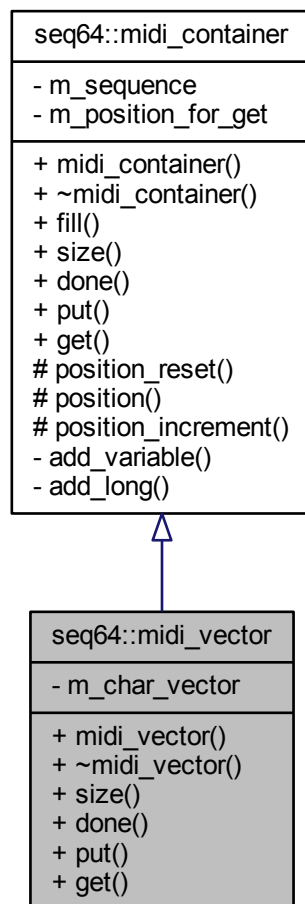 seq64::midi_container
- m_sequence
- m_position_for_get
+ midi_container()
+ ~midi_container()
+ fill()
+ size()
+ done()
+ put()
+ get()
# position_reset()
# position()
# position_increment()
- add_variable()
- add_long()
seq64::midi_vector
- m_char_vector
+ midi_vector()
+ ~midi_vector()
+ size()
+ done()
+ put()
+ get()